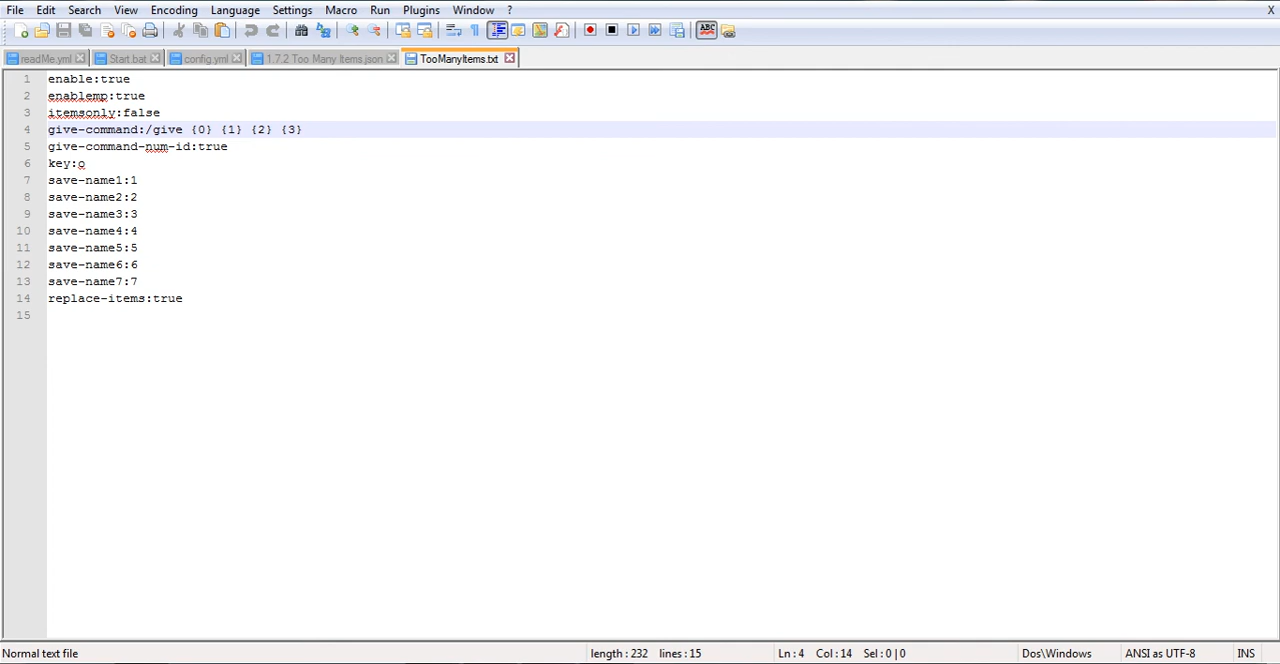 File Edit Search View Encoding Language Settings Macro Run Plugins Window ? X
readMe.yml Start.bat config.yml 1.7.2 Too Many Items.json TooManyItems.txt
1 enable:true
2 enablemp:true
3 itemsonly:false
4 give-command:/give {0} {1} {2} {3}
5 give-command-num-id:true
6 key:o
7 save-name1:1
8 save-name2:2
9 save-name3:3
10 save-name4:4
11 save-name5:5
12 save-name6:6
13 save-name7:7
14 replace-items:true
15
Normal text file length : 232 lines : 15 Ln : 4 Col : 14 Sel : 0 | 0 Dos\Windows ANSI as UTF-8 INS